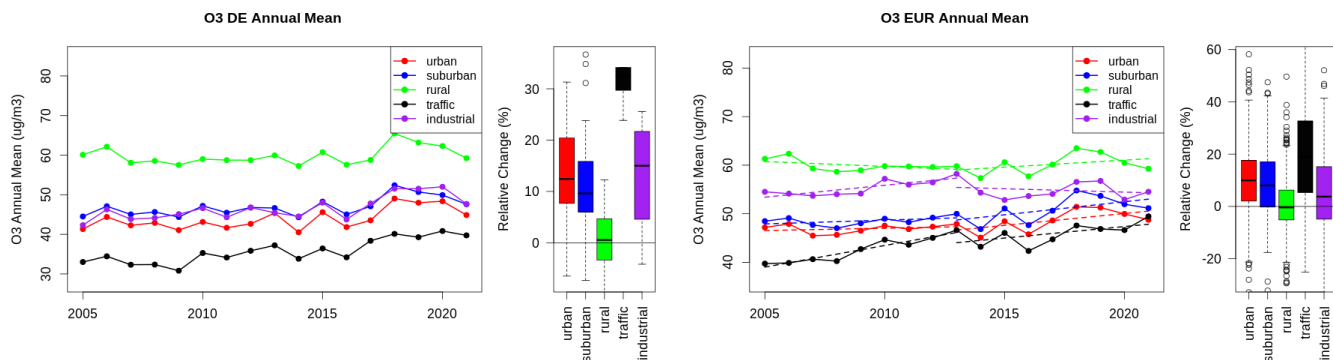 O3 DE Annual Mean
O3 DE Annual Mean (ug/m3)
80
70
60
50
40
30
2005
2010
2015
2020
urban
suburban
rural
traffic
industrial
Relative Change (%)
30
20
10
0
urban
suburban
rural
traffic
industrial
O3 EUR Annual Mean
O3 Annual Mean (ug/m3)
80
70
60
50
40
2005
2010
2015
2020
urban
suburban
rural
traffic
industrial
Relative Change (%)
60
40
20
0
-20
urban
suburban
rural
traffic
industrial